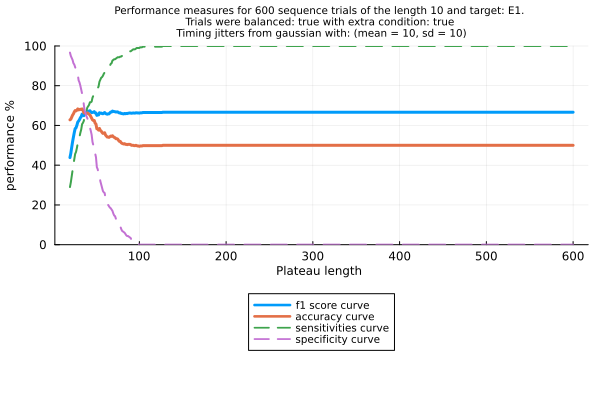 Performance measures for 600 sequence trials of the length 10 and target: E1.
Trials were balanced: true with extra condition: true
Timing jitters from gaussian with: (mean = 10, sd = 10)
100
80
60
40
20
0
performance %
100 200 300 400 500 600
Plateau length
f1 score curve
accuracy curve
sensitivities curve
specificity curve